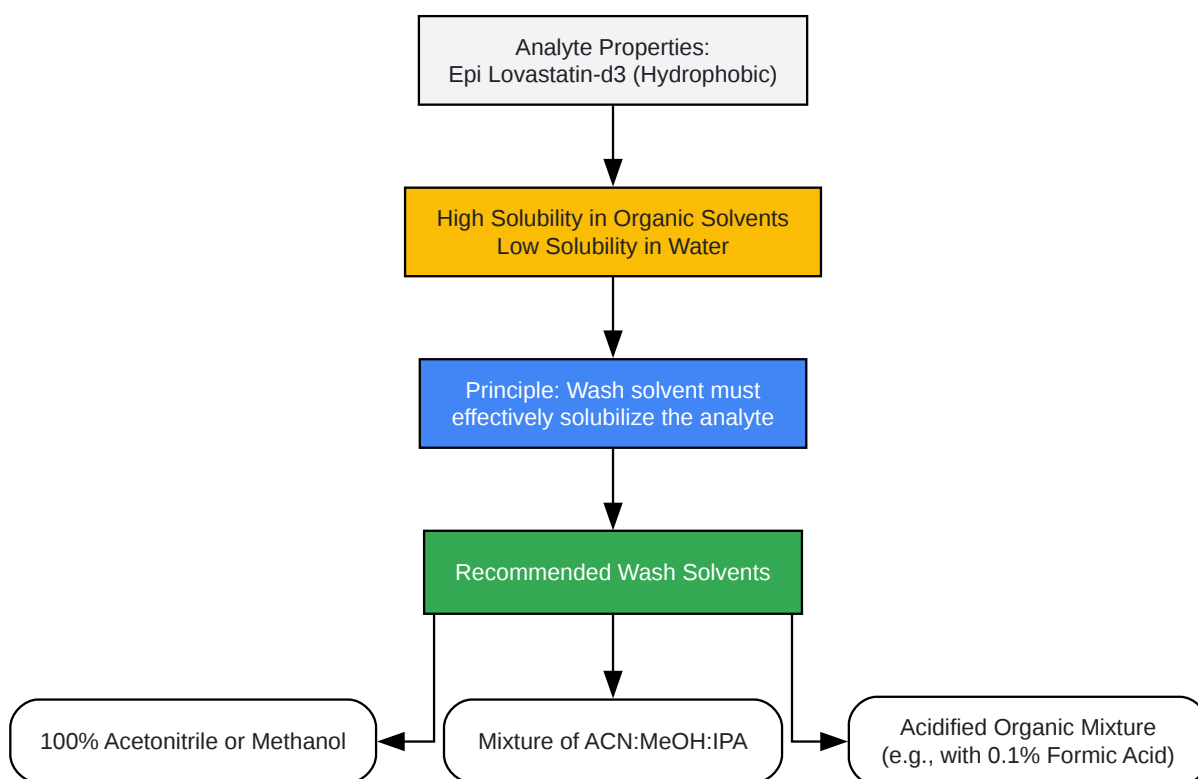 Analyte Properties:
Epi Lovastatin-d3 (Hydrophobic)
High Solubility in Organic Solvents
Low Solubility in Water
Principle: Wash solvent must
effectively solubilize the analyte
Recommended Wash Solvents
100% Acetonitrile or Methanol
Mixture of ACN:MeOH:IPA
Acidified Organic Mixture
(e.g., with 0.1% Formic Acid)